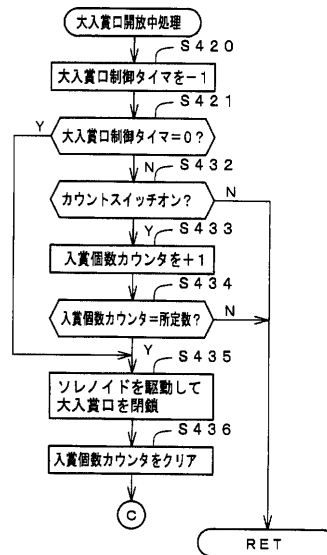 大入賞口開放中処理
S420
大入賞口制御タイマを-1
S421
Y
大入賞口制御タイマ=0?
N
S432
カウントスイッチオン?
N
Y
S433
入賞個数カウンタを+1
S434
入賞個数カウンタ=所定数?
N
Y
S435
ソレノイドを駆動して
大入賞口を閉鎖
S436
入賞個数カウンタをクリア
C
RET